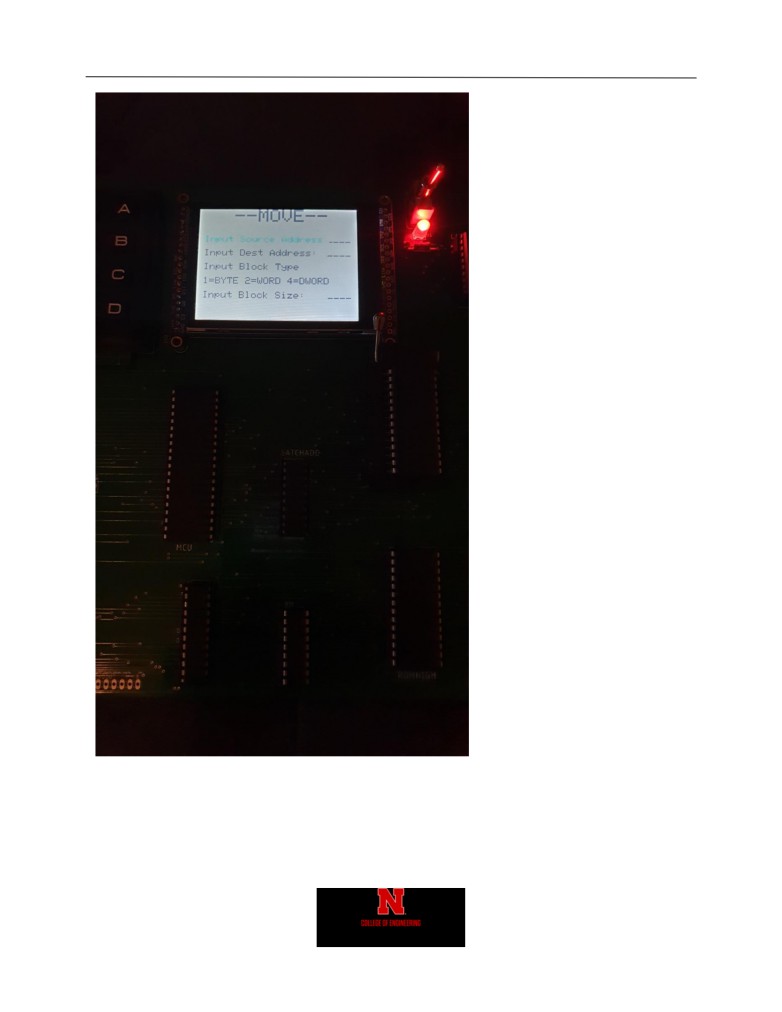 --MOVE--
A
Input Source Address ____
B
Input Dest Address: ____
Input Block Type
C
1=BYTE 2=WORD 4=DWORD
Input Block Size: ____
D
MCU
N
COLLEGE OF ENGINEERING